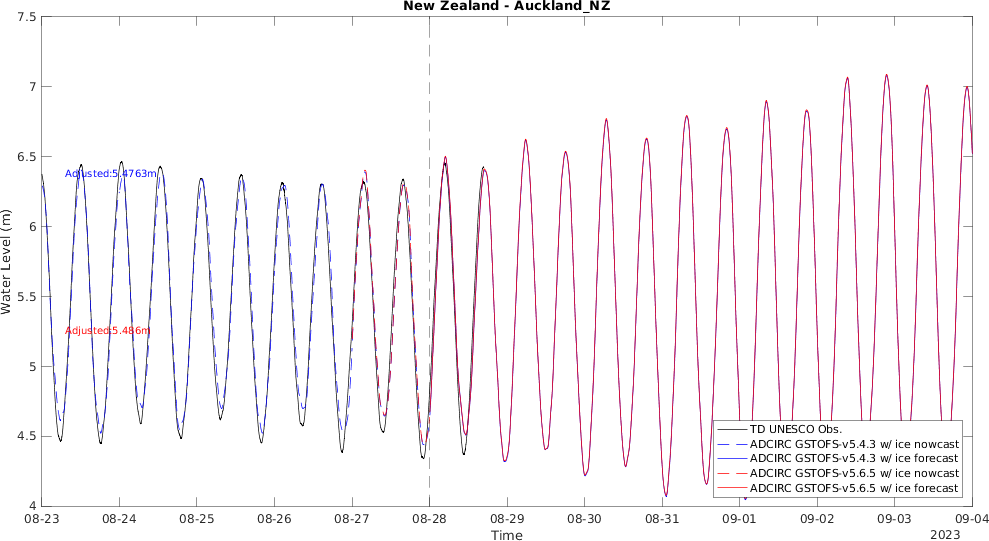 New Zealand - Auckland_NZ
7.5
7
6.5
6
5.5
5
4.5
4
Water Level (m)
Adjusted:5.4763m
Adjusted:5.486m
TD UNESCO Obs.
ADCIRC GSTOFS-v5.4.3 w/ ice nowcast
ADCIRC GSTOFS-v5.4.3 w/ ice forecast
ADCIRC GSTOFS-v5.6.5 w/ ice nowcast
ADCIRC GSTOFS-v5.6.5 w/ ice forecast
08-23 08-24 08-25 08-26 08-27 08-28 08-29 08-30 08-31 09-01 09-02 09-03 09-04
Time
2023